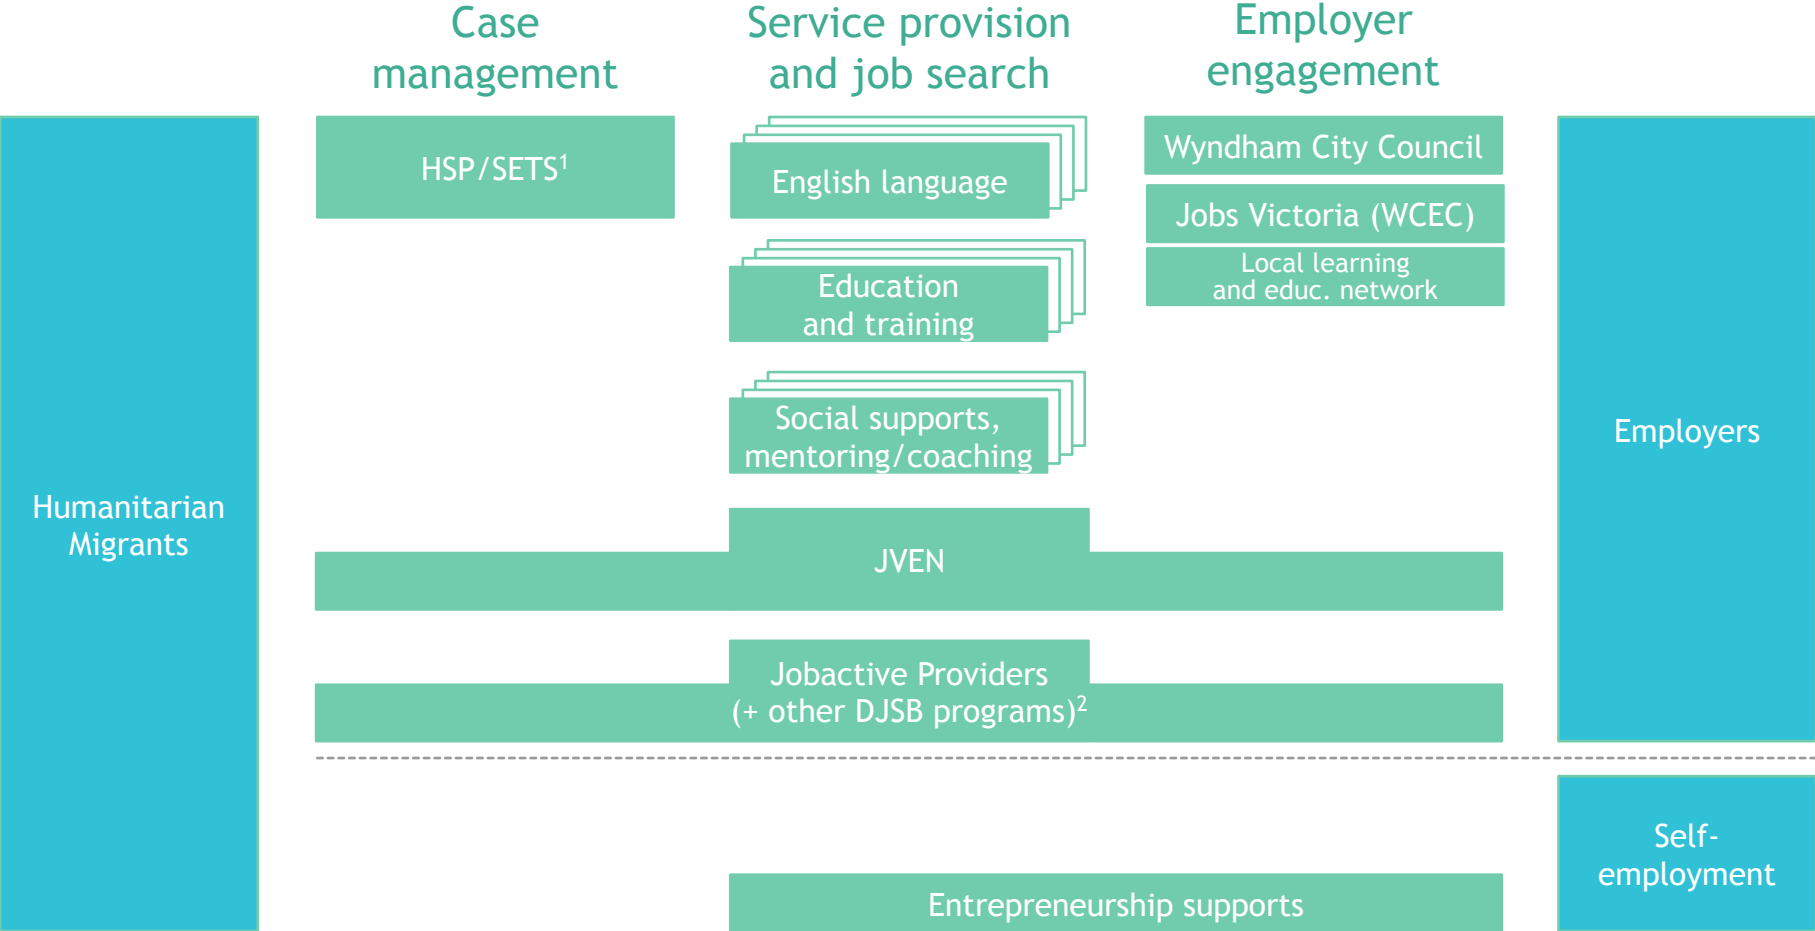 Case
management
Service provision
and job search
Employer
engagement
Humanitarian
Migrants
HSP/SETS¹
English language
Education
and training
Social supports,
mentoring/coaching
Wyndham City Council
Jobs Victoria (WCEC)
Local learning
and educ. network
JVEN
Jobactive Providers
(+ other DJSB programs)²
Employers
Self-
employment
Entrepreneurship supports